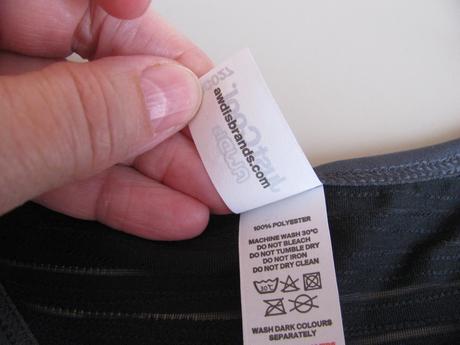 awdisbrands.com
100% POLYESTER
MACHINE WASH 30°C
DO NOT BLEACH
DO NOT TUMBLE DRY
DO NOT IRON
DO NOT DRY CLEAN
30°
WASH DARK COLOURS
SEPARATELY